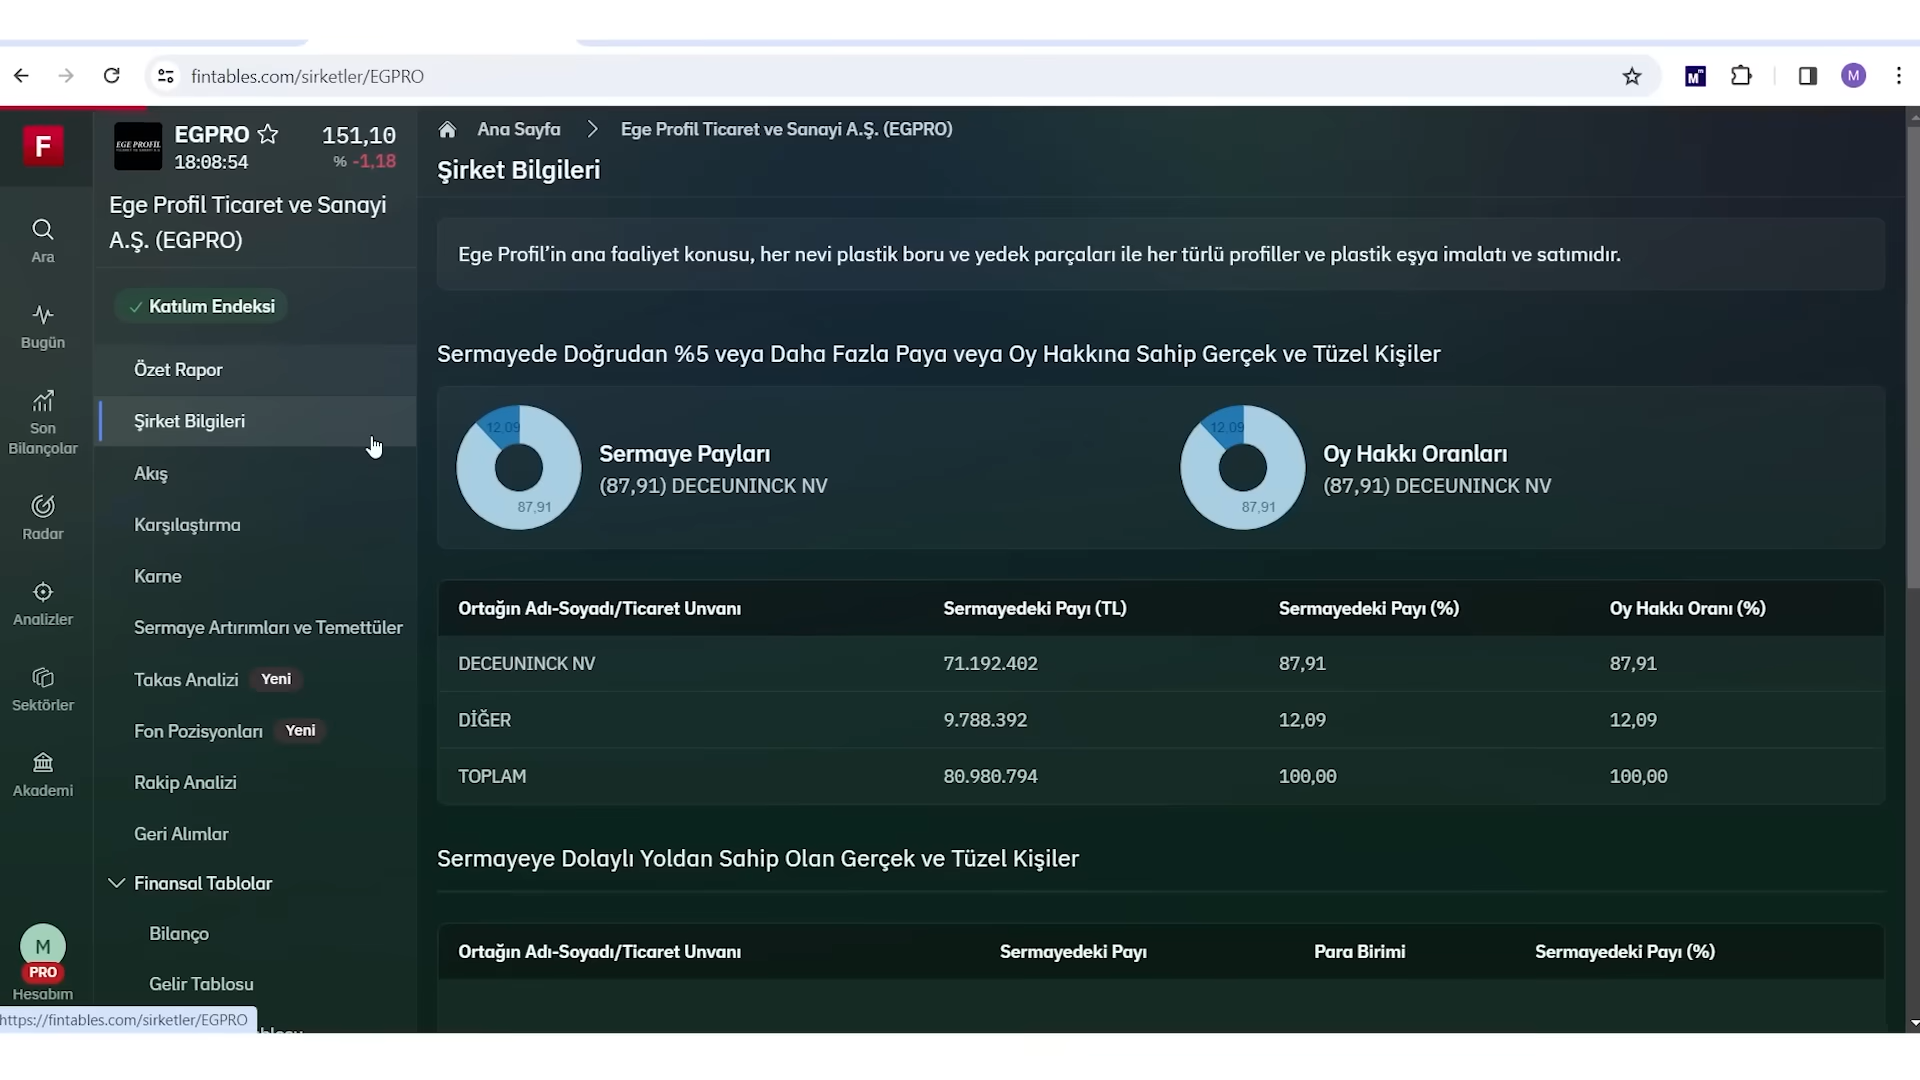 fintables.com/sirketler/EGPRO
M
M
F
EGE PROFİL
EGPRO
151,10
18:08:54
% -1,18
Ege Profil Ticaret ve Sanayi
A.Ş. (EGPRO)
Katılım Endeksi
Ara
Bugün
Son
Bilançolar
Radar
Analizler
Sektörler
Akademi
M
PRO
Hesabım
Özet Rapor
Şirket Bilgileri
Akış
Karşılaştırma
Karne
Sermaye Artırımları ve Temettüler
Takas Analizi Yeni
Fon Pozisyonları Yeni
Rakip Analizi
Geri Alımlar
Finansal Tablolar
Bilanço
Gelir Tablosu
https://fintables.com/sirketler/EGPRO
Ana Sayfa
Ege Profil Ticaret ve Sanayi A.Ş. (EGPRO)
Şirket Bilgileri
Ege Profil'in ana faaliyet konusu, her nevi plastik boru ve yedek parçaları ile her türlü profiller ve plastik eşya imalatı ve satımıdır.
Sermayede Doğrudan %5 veya Daha Fazla Paya veya Oy Hakkına Sahip Gerçek ve Tüzel Kişiler
12,09
87,91
Sermaye Payları
(87,91) DECEUNINCK NV
12,09
87,91
Oy Hakkı Oranları
(87,91) DECEUNINCK NV
Ortağın Adı-Soyadı/Ticaret Unvanı Sermayedeki Payı (TL) Sermayedeki Payı (%) Oy Hakkı Oranı (%)
DECEUNINCK NV 71.192.402 87,91 87,91
DİĞER 9.788.392 12,09 12,09
TOPLAM 80.980.794 100,00 100,00
Sermayeye Dolaylı Yoldan Sahip Olan Gerçek ve Tüzel Kişiler
Ortağın Adı-Soyadı/Ticaret Unvanı Sermayedeki Payı Para Birimi Sermayedeki Payı (%)